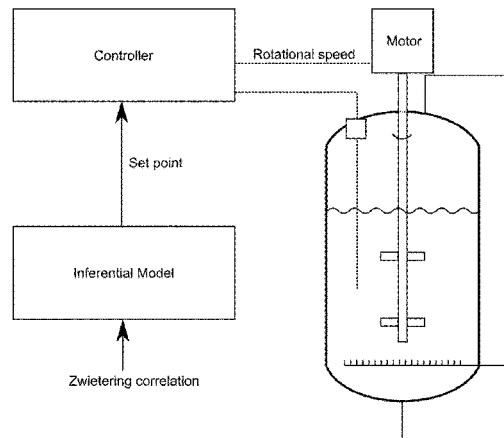 Controller
Rotational speed
Motor
Set point
Inferential Model
Zwietering correlation